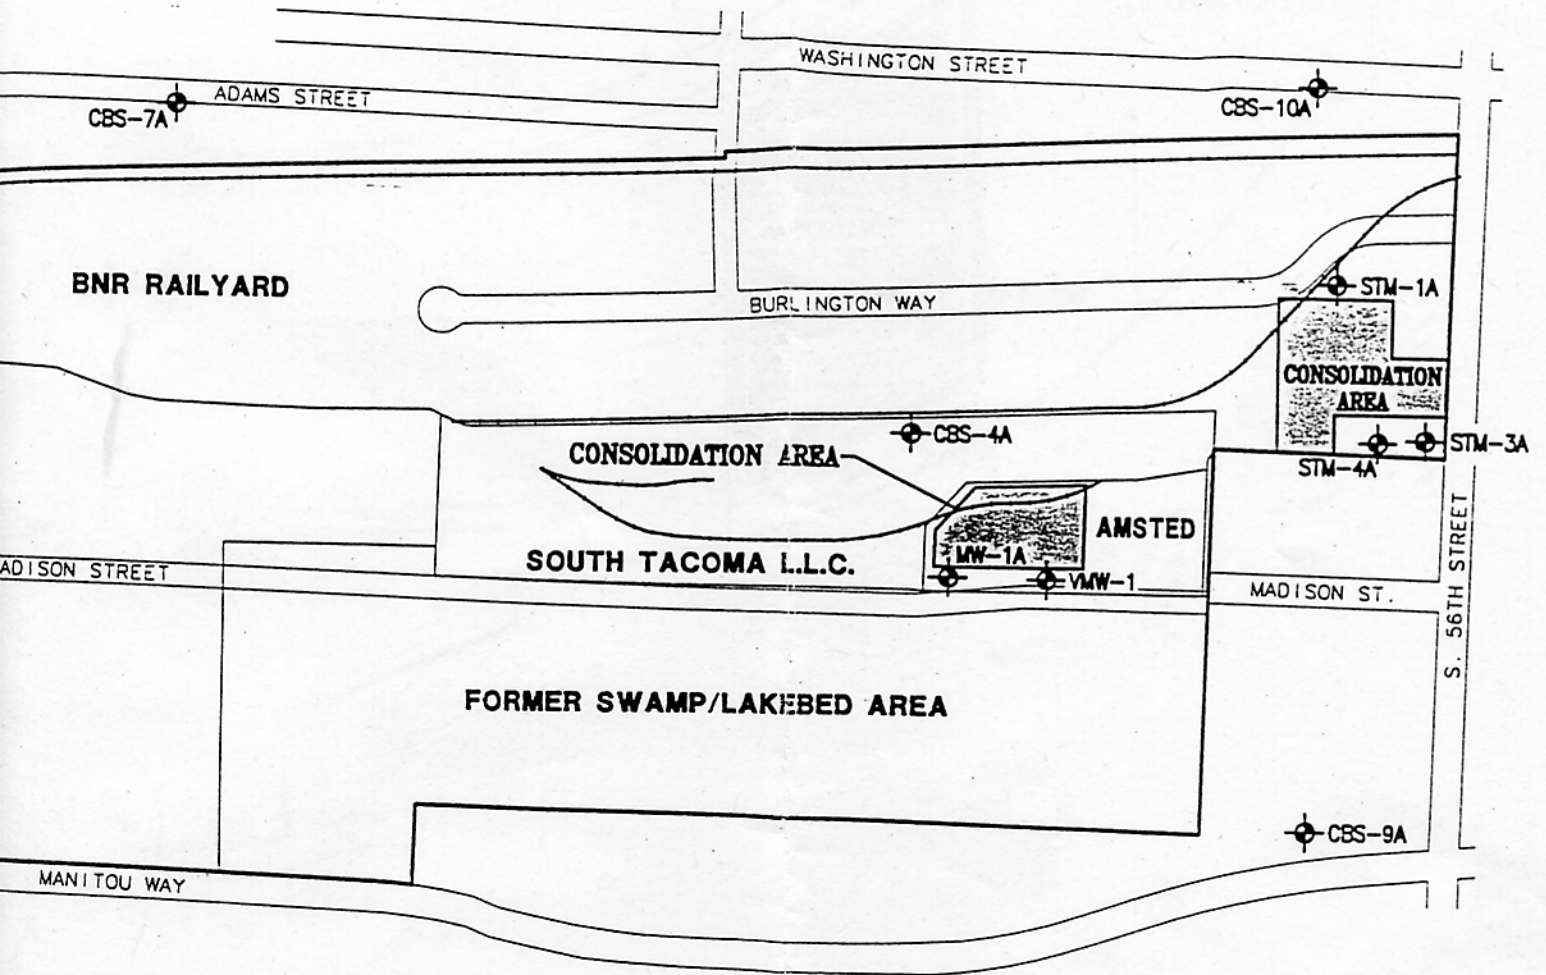 WASHINGTON STREET
ADAMS STREET
CBS-7A
CBS-10A
BNR RAILYARD
BURLINGTON WAY
STM-1A
CONSOLIDATION
AREA
CBS-4A
CONSOLIDATION AREA
STM-3A
STM-4A
AMSTED
MW-1A
SOUTH TACOMA L.L.C.
VMW-1
ADISON STREET
MADISON ST.
S. 56TH STREET
FORMER SWAMP/LAKEBED AREA
CBS-9A
MANITOU WAY